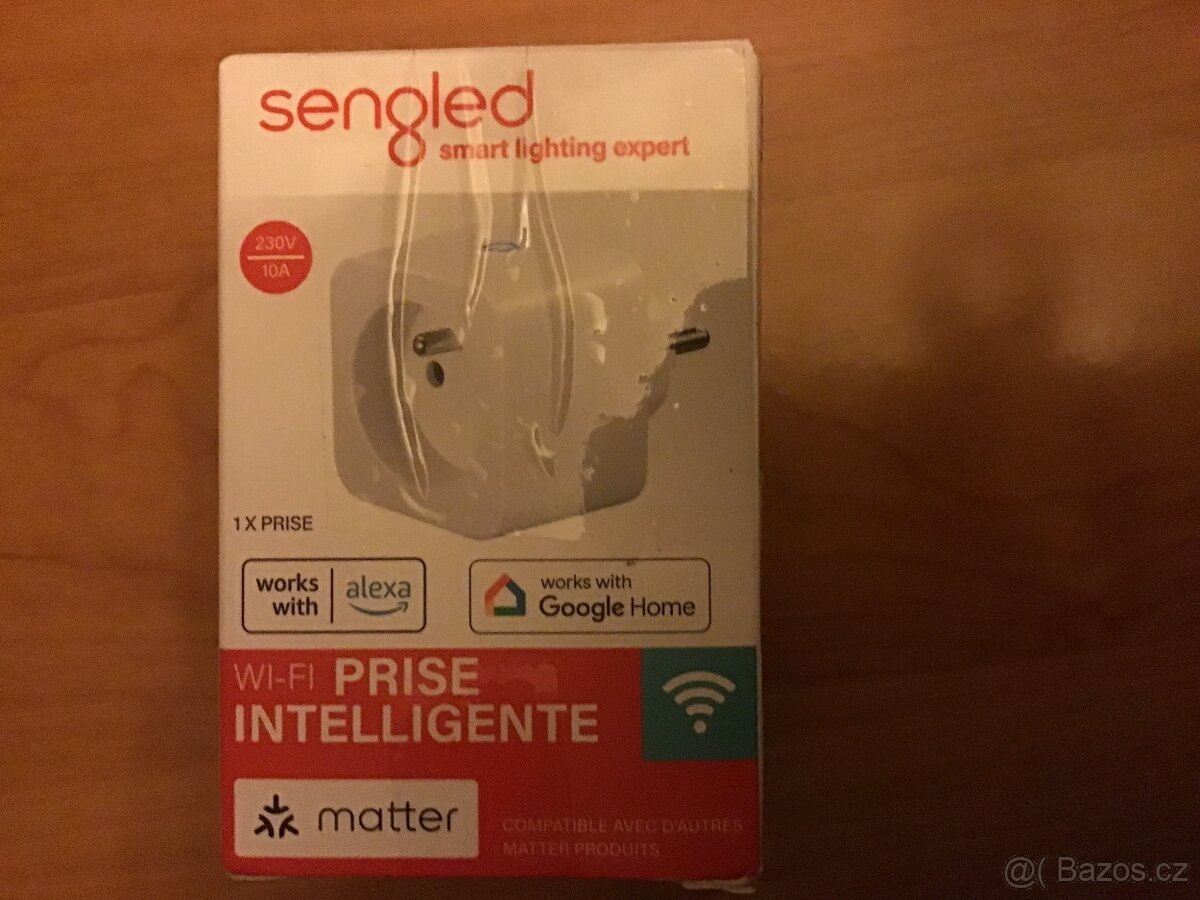 sengled
smart lighting expert
230V
10A
1 X PRISE
works with
alexa
works with
Google Home
WI-FI PRISE
INTELLIGENTE
matter
COMPATIBLE AVEC D'AUTRES
MATTER PRODUITS
@( Bazos.cz